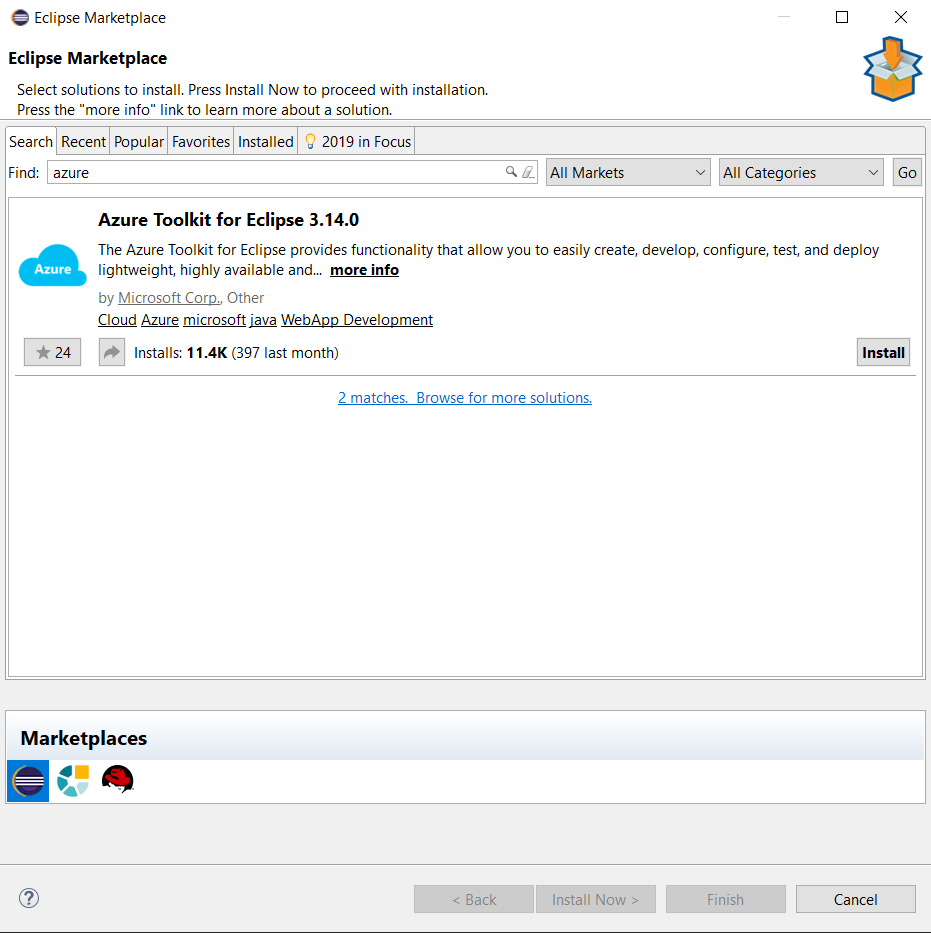 Eclipse Marketplace
Eclipse Marketplace
Select solutions to install. Press Install Now to proceed with installation.
Press the "more info" link to learn more about a solution.
Search Recent Popular Favorites Installed 2019 in Focus
Find: azure All Markets All Categories Go
Azure Toolkit for Eclipse 3.14.0
The Azure Toolkit for Eclipse provides functionality that allow you to easily create, develop, configure, test, and deploy
Azure
lightweight, highly available and... more info
by Microsoft Corp., Other
Cloud Azure microsoft java WebApp Development
24 Installs: 11.4K (397 last month) Install
2 matches. Browse for more solutions.
Marketplaces
? < Back Install Now > Finish Cancel